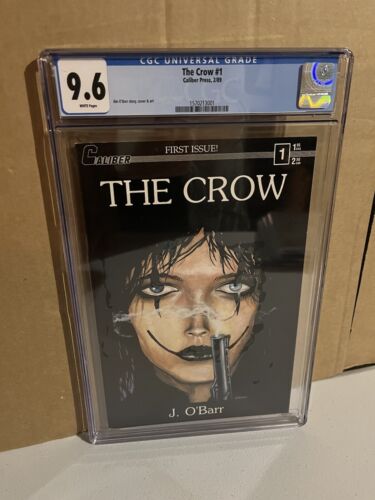 CGC UNIVERSAL GRADE
9.6
WHITE Pages
The Crow #1
Caliber Press, 2/89
1570213001
CALIBER
FIRST ISSUE!
1
THE CROW
J. O'Barr